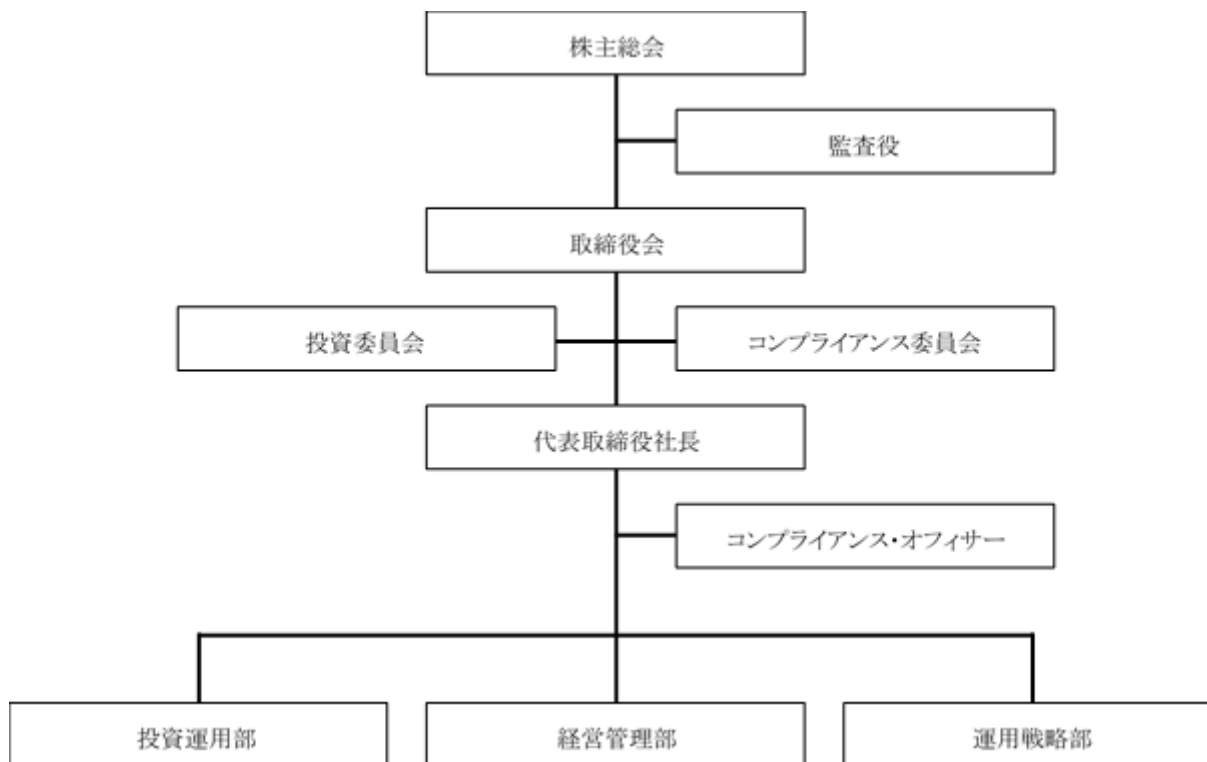 株主総会
監査役
取締役会
投資委員会
コンプライアンス委員会
代表取締役社長
コンプライアンス・オフィサー
投資運用部
経営管理部
運用戦略部